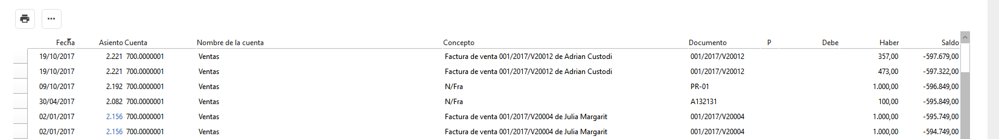 Fecha Asiento Cuenta Nombre de la cuenta Concepto Documento P Debe Haber Saldo
19/10/2017 2.221 700.0000001 Ventas Factura de venta 001/2017/V20012 de Adrian Custodi 001/2017/V20012 357,00 -597.679,00
19/10/2017 2.221 700.0000001 Ventas Factura de venta 001/2017/V20012 de Adrian Custodi 001/2017/V20012 473,00 -597.322,00
09/10/2017 2.192 700.0000001 Ventas N/Fra PR-01 1.000,00 -596.849,00
30/04/2017 2.082 700.0000001 Ventas N/Fra A132131 100,00 -595.849,00
02/01/2017 2.156 700.0000001 Ventas Factura de venta 001/2017/V20004 de Julia Margarit 001/2017/V20004 1.000,00 -595.749,00
02/01/2017 2.156 700.0000001 Ventas Factura de venta 001/2017/V20004 de Julia Margarit 001/2017/V20004 1.000,00 -594.749,00